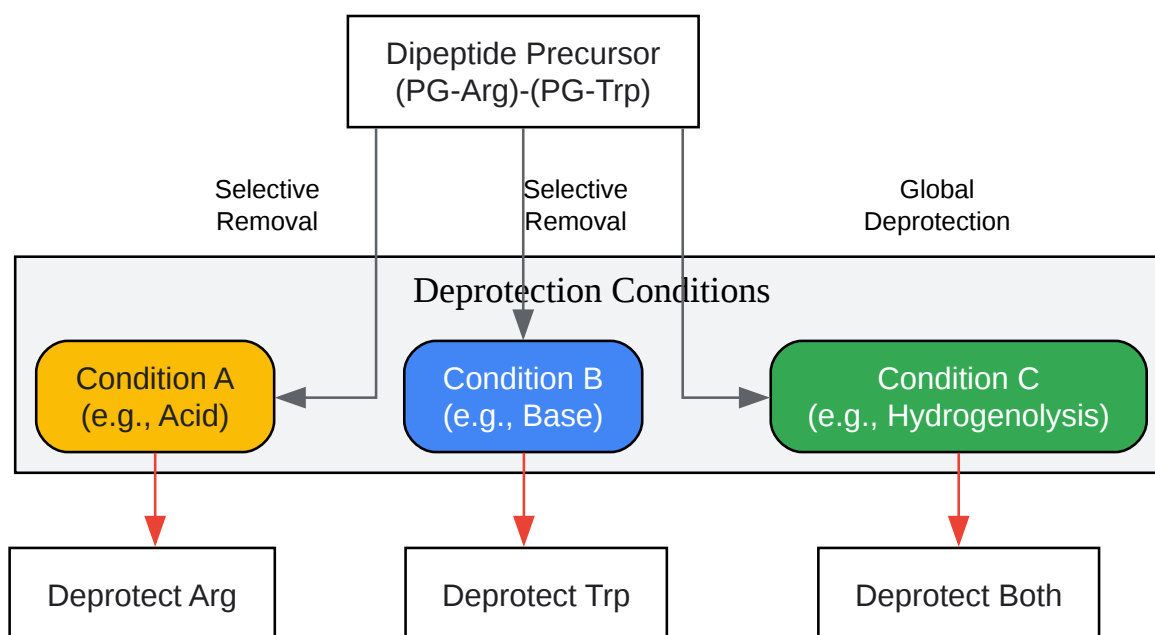 Dipeptide Precursor
(PG-Arg)-(PG-Trp)
Selective
Removal
Selective
Removal
Global
Deprotection
Deprotection Conditions
Condition A
(e.g., Acid)
Condition B
(e.g., Base)
Condition C
(e.g., Hydrogenolysis)
Deprotect Arg
Deprotect Trp
Deprotect Both